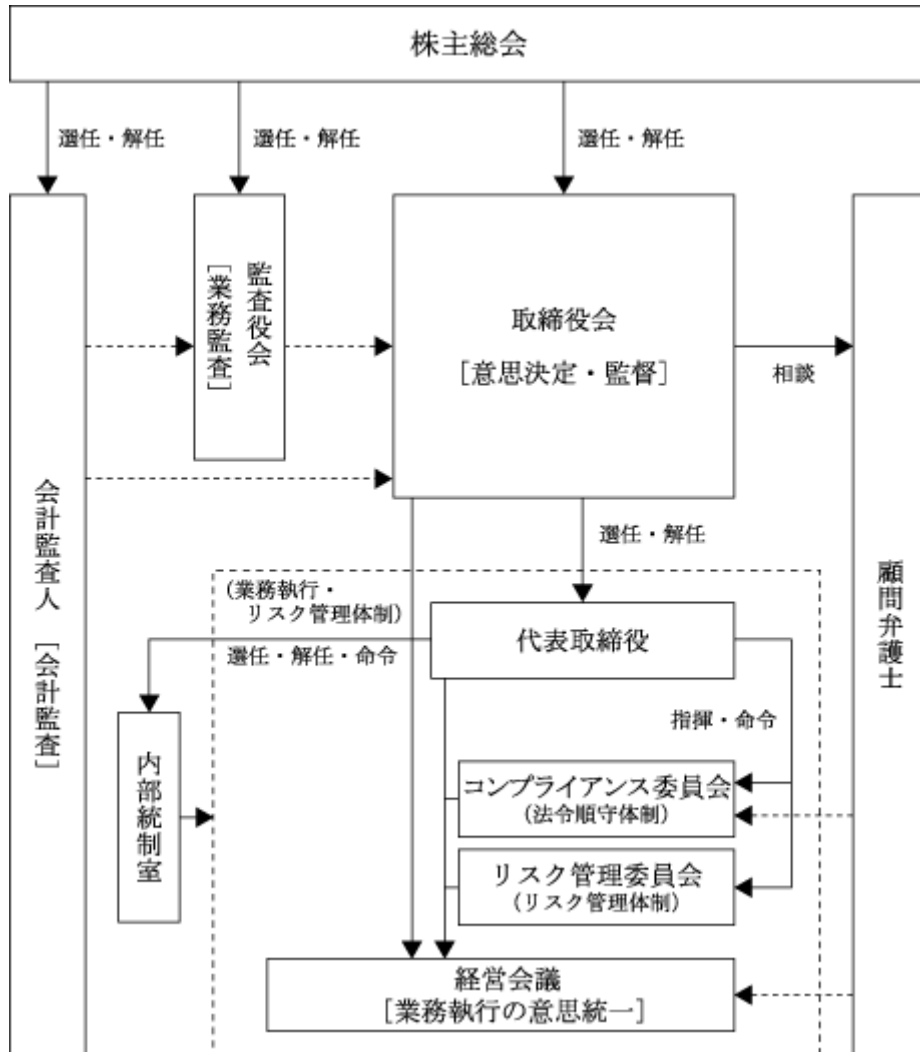 株主総会
選任・解任
選任・解任
選任・解任
監査役会
［業務監査］
取締役会
［意思決定・監督］
相談
会計監査人 ［会計監査］
顧問弁護士
選任・解任
（業務執行・
リスク管理体制）
代表取締役
選任・解任・命令
指揮・命令
内部統制室
コンプライアンス委員会
（法令順守体制）
リスク管理委員会
（リスク管理体制）
経営会議
［業務執行の意思統一］